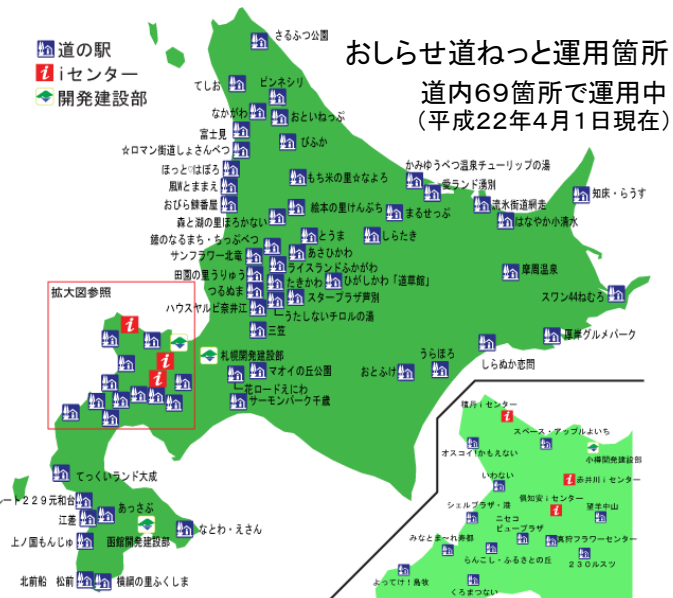 おしらせ道ねっと運用箇所
道内69箇所で運用中
(平成22年4月1日現在)
道の駅
iセンター
開発建設部
さるふつ公園
てしお
ピンネシリ
なかがわ
おといねっぷ
富士見
びふか
☆ロマン街道しょさんべつ
ほっと♡はぼろ
もち米の里☆なよろ
かみゆうべつ温泉チューリップの湯
風Wとままえ
愛ランド湧別
知床・らうす
おびら鰊番屋
絵本の里けんぶち
まるせっぷ
流氷街道網走
森と湖の里ほろかない
はなやか小清水
鐘のなるまち・ちっぷべつ
とうま
しらたき
サンフラワー北竜
あさひかわ
田園の里うりゅう
ライスランドふかがわ
摩周温泉
つるぬま
たきかわ
ひがしかわ「道草館」
スワン44ねむろ
ハウスヤルビ奈井江
スタープラザ芦別
うたしないチロルの湯
三笠
拡大図参照
札幌開発建設部
マオイの丘公園
花ロードえにわ
サーモンパーク千歳
おとふけ
うらほろ
しらぬか恋問
厚岸グルメパーク
てっくいランド大成
ルート229元和台
あっさぶ
江差
上ノ国もんじゅ
函館開発建設部
なとわ・えさん
北前船 松前
横綱の里ふくしま
積丹iセンター
スペース・アップルよいち
オスコイ!かもえない
小樽開発建設部
いわない
赤井川iセンター
倶知安iセンター
シェルプラザ・港
ニセコ
ビュープラザ
望羊中山
みなとま～れ寿都
真狩フラワーセンター
らんこし・ふるさとの丘
230ルスツ
よってけ!島牧
くろまつない